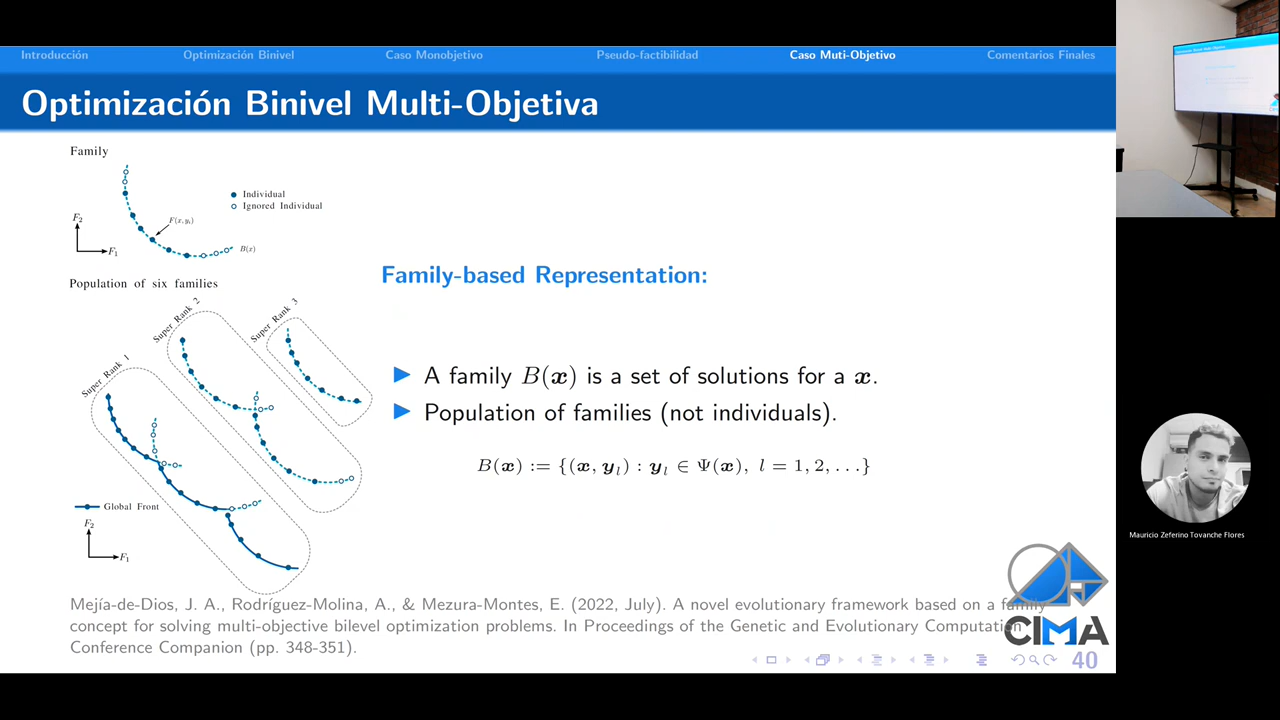 Introducción Optimización Binivel Caso Monobjetivo Pseudo-factibilidad Caso Muti-Objetivo Comentarios Finales
Optimización Binivel Multi-Objetiva
Family
Individual
Ignored Individual
F(x, yᵢ)
F₂
F₁
B(x)
Population of six families
Super Rank 1
Super Rank 2
Super Rank 3
Global Front
F₂
F₁
Family-based Representation:
A family B(x) is a set of solutions for a x.
Population of families (not individuals).
B(x) := {(x, yₗ) : yₗ ∈ Ψ(x), l = 1, 2, . . .}
Mejía-de-Dios, J. A., Rodríguez-Molina, A., & Mezura-Montes, E. (2022, July). A novel evolutionary framework based on a family
concept for solving multi-objective bilevel optimization problems. In Proceedings of the Genetic and Evolutionary Computation
Conference Companion (pp. 348-351).
CIMA
40
Mauricio Zeferino Tovanche Flores